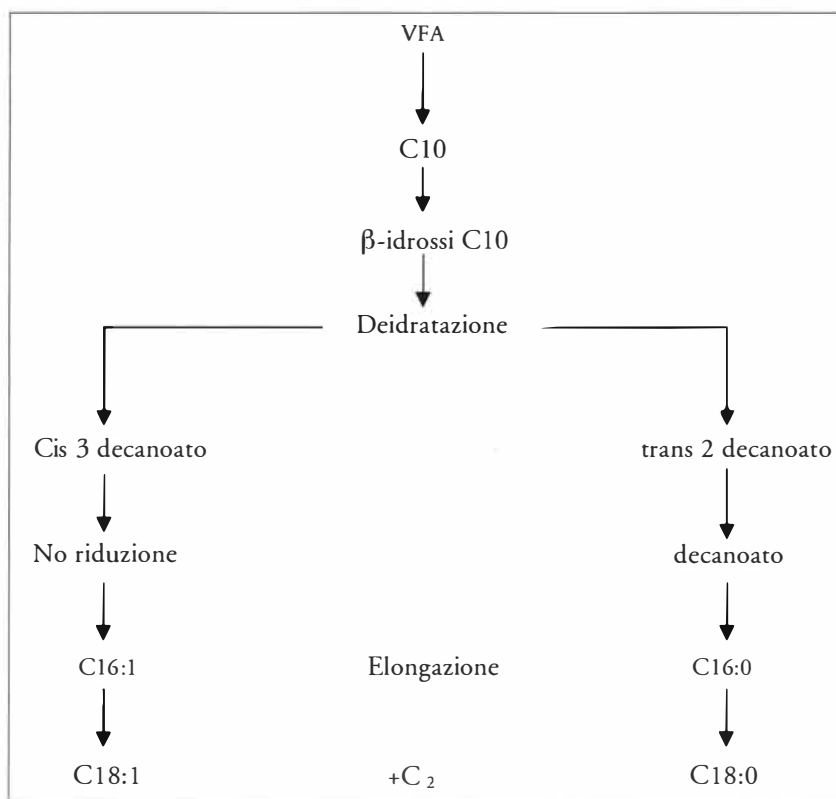 VFA
C10
β-idrossi C10
Deidratazione
Cis 3 decanoato
trans 2 decanoato
No riduzione
decanoato
C16:1
Elongazione
C16:0
C18:1
+C₂
C18:0